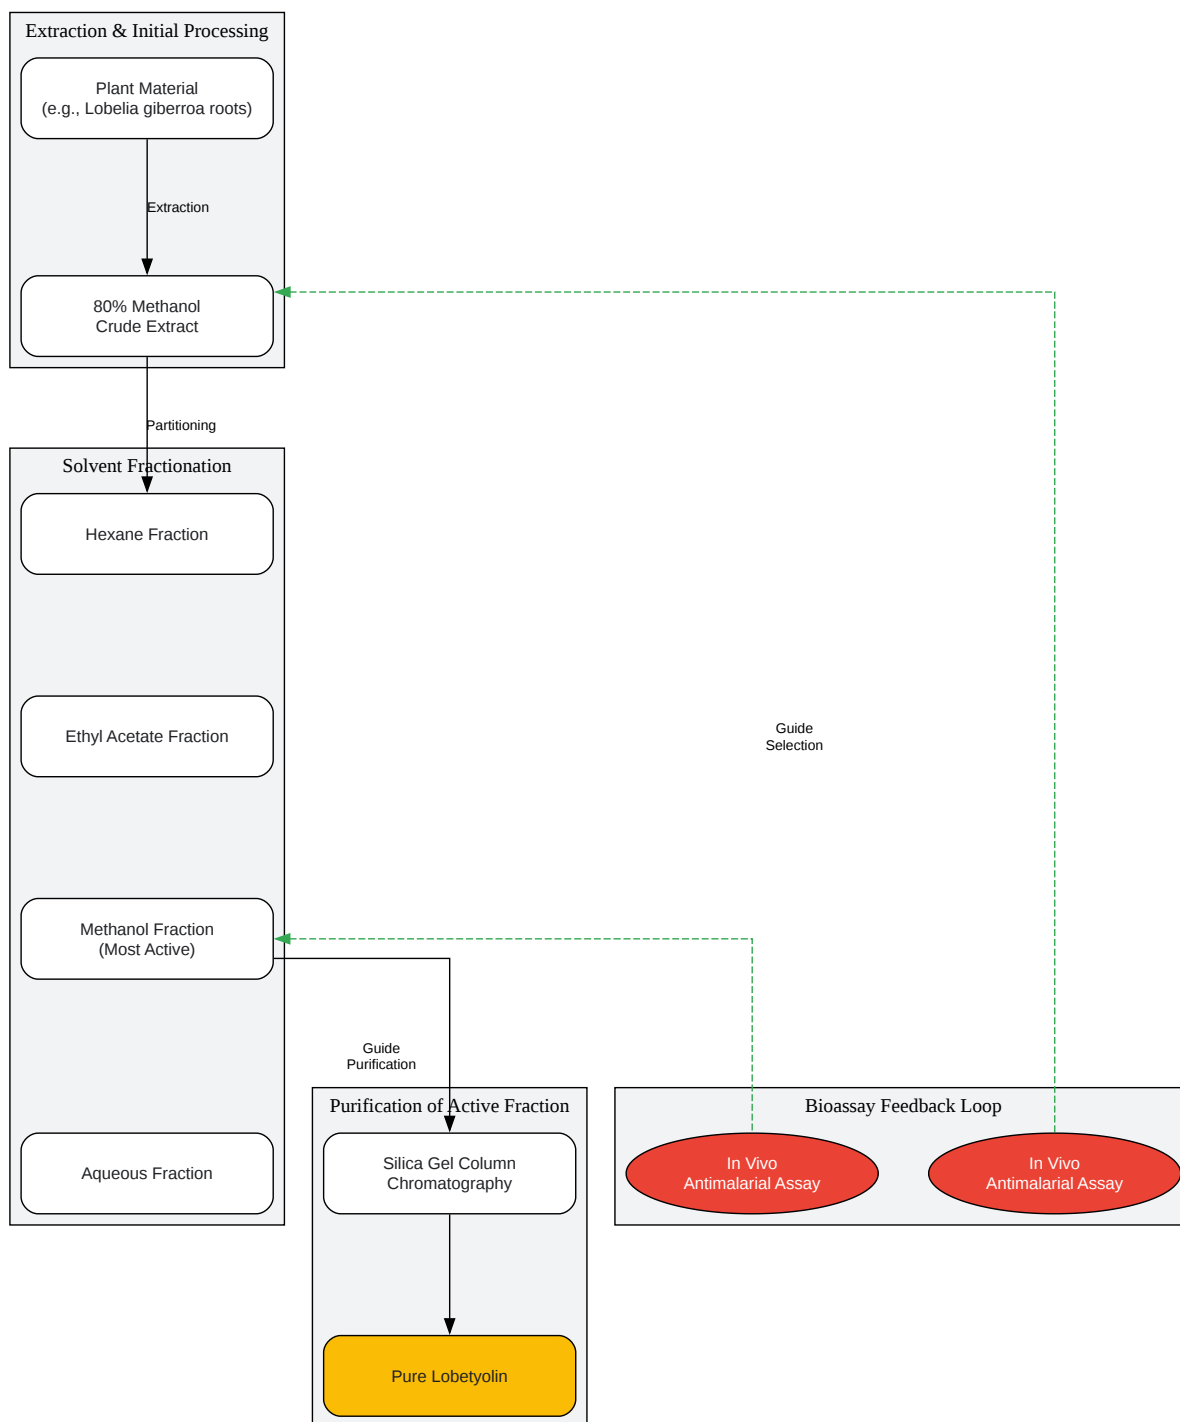 Extraction & Initial Processing
Plant Material
(e.g., Lobelia giberroa roots)
Extraction
80% Methanol
Crude Extract
Partitioning
Solvent Fractionation
Hexane Fraction
Ethyl Acetate Fraction
Guide
Selection
Methanol Fraction
(Most Active)
Guide
Purification
Purification of Active Fraction
Bioassay Feedback Loop
Aqueous Fraction
Silica Gel Column
Chromatography
In Vivo
Antimalarial Assay
In Vivo
Antimalarial Assay
Pure Lobetyolin